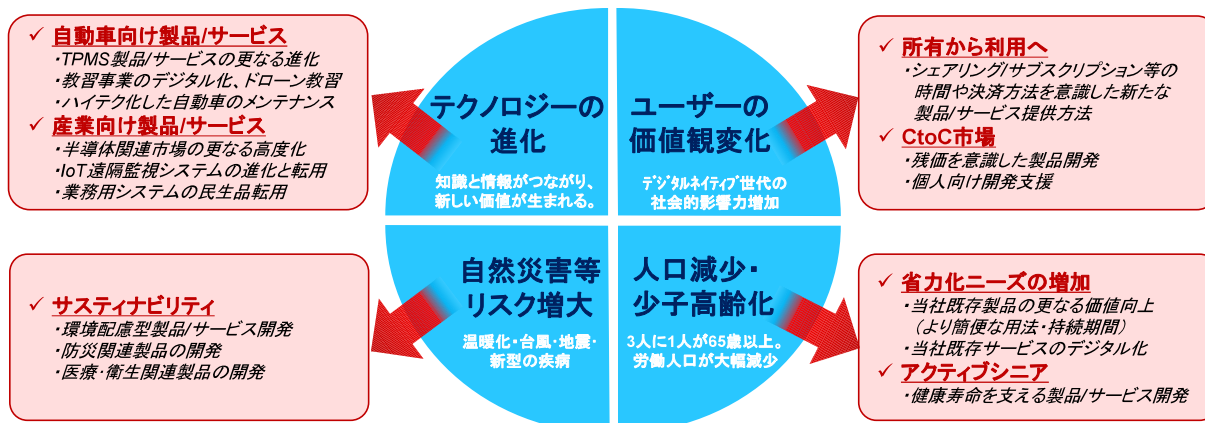 ✓ 自動車向け製品/サービス
・TPMS製品/サービスの更なる進化
・教習事業のデジタル化、ドローン教習
・ハイテク化した自動車のメンテナンス
✓ 産業向け製品/サービス
・半導体関連市場の更なる高度化
・IoT遠隔監視システムの進化と転用
・業務用システムの民生品転用
テクノロジーの
進化
知識と情報がつながり、
新しい価値が生まれる。
ユーザーの
価値観変化
デジタルネイティブ世代の
社会的影響力増加
✓ 所有から利用へ
・シェアリング/サブスクリプション等の
時間や決済方法を意識した新たな
製品/サービス提供方法
✓ CtoC市場
・残価を意識した製品開発
・個人向け開発支援
✓ サスティナビリティ
・環境配慮型製品/サービス開発
・防災関連製品の開発
・医療・衛生関連製品の開発
自然災害等
リスク増大
温暖化・台風・地震・
新型の疾病
人口減少・
少子高齢化
3人に1人が65歳以上。
労働人口が大幅減少
✓ 省力化ニーズの増加
・当社既存製品の更なる価値向上
（より簡便な用法・持続期間）
・当社既存サービスのデジタル化
✓ アクティブシニア
・健康寿命を支える製品/サービス開発